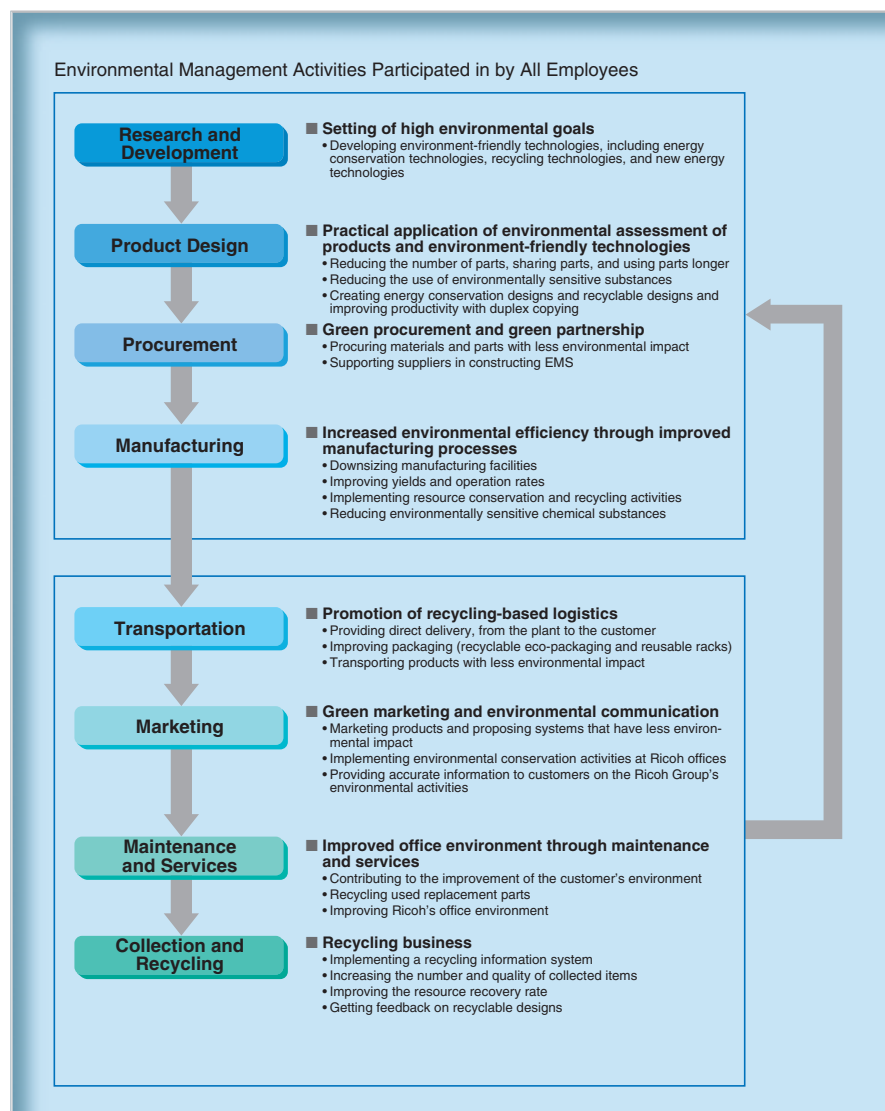 Environmental Management Activities Participated in by All Employees
Research and
Development
■ Setting of high environmental goals
• Developing environment-friendly technologies, including energy
conservation technologies, recycling technologies, and new energy
technologies
Product Design
■ Practical application of environmental assessment of
products and environment-friendly technologies
• Reducing the number of parts, sharing parts, and using parts longer
• Reducing the use of environmentally sensitive substances
• Creating energy conservation designs and recyclable designs and
improving productivity with duplex copying
Procurement
■ Green procurement and green partnership
• Procuring materials and parts with less environmental impact
• Supporting suppliers in constructing EMS
Manufacturing
■ Increased environmental efficiency through improved
manufacturing processes
• Downsizing manufacturing facilities
• Improving yields and operation rates
• Implementing resource conservation and recycling activities
• Reducing environmentally sensitive chemical substances
Transportation
■ Promotion of recycling-based logistics
• Providing direct delivery, from the plant to the customer
• Improving packaging (recyclable eco-packaging and reusable racks)
• Transporting products with less environmental impact
Marketing
■ Green marketing and environmental communication
• Marketing products and proposing systems that have less environ-
mental impact
• Implementing environmental conservation activities at Ricoh offices
• Providing accurate information to customers on the Ricoh Group's
environmental activities
Maintenance
and Services
■ Improved office environment through maintenance
and services
• Contributing to the improvement of the customer's environment
• Recycling used replacement parts
• Improving Ricoh's office environment
Collection and
Recycling
■ Recycling business
• Implementing a recycling information system
• Increasing the number and quality of collected items
• Improving the resource recovery rate
• Getting feedback on recyclable designs